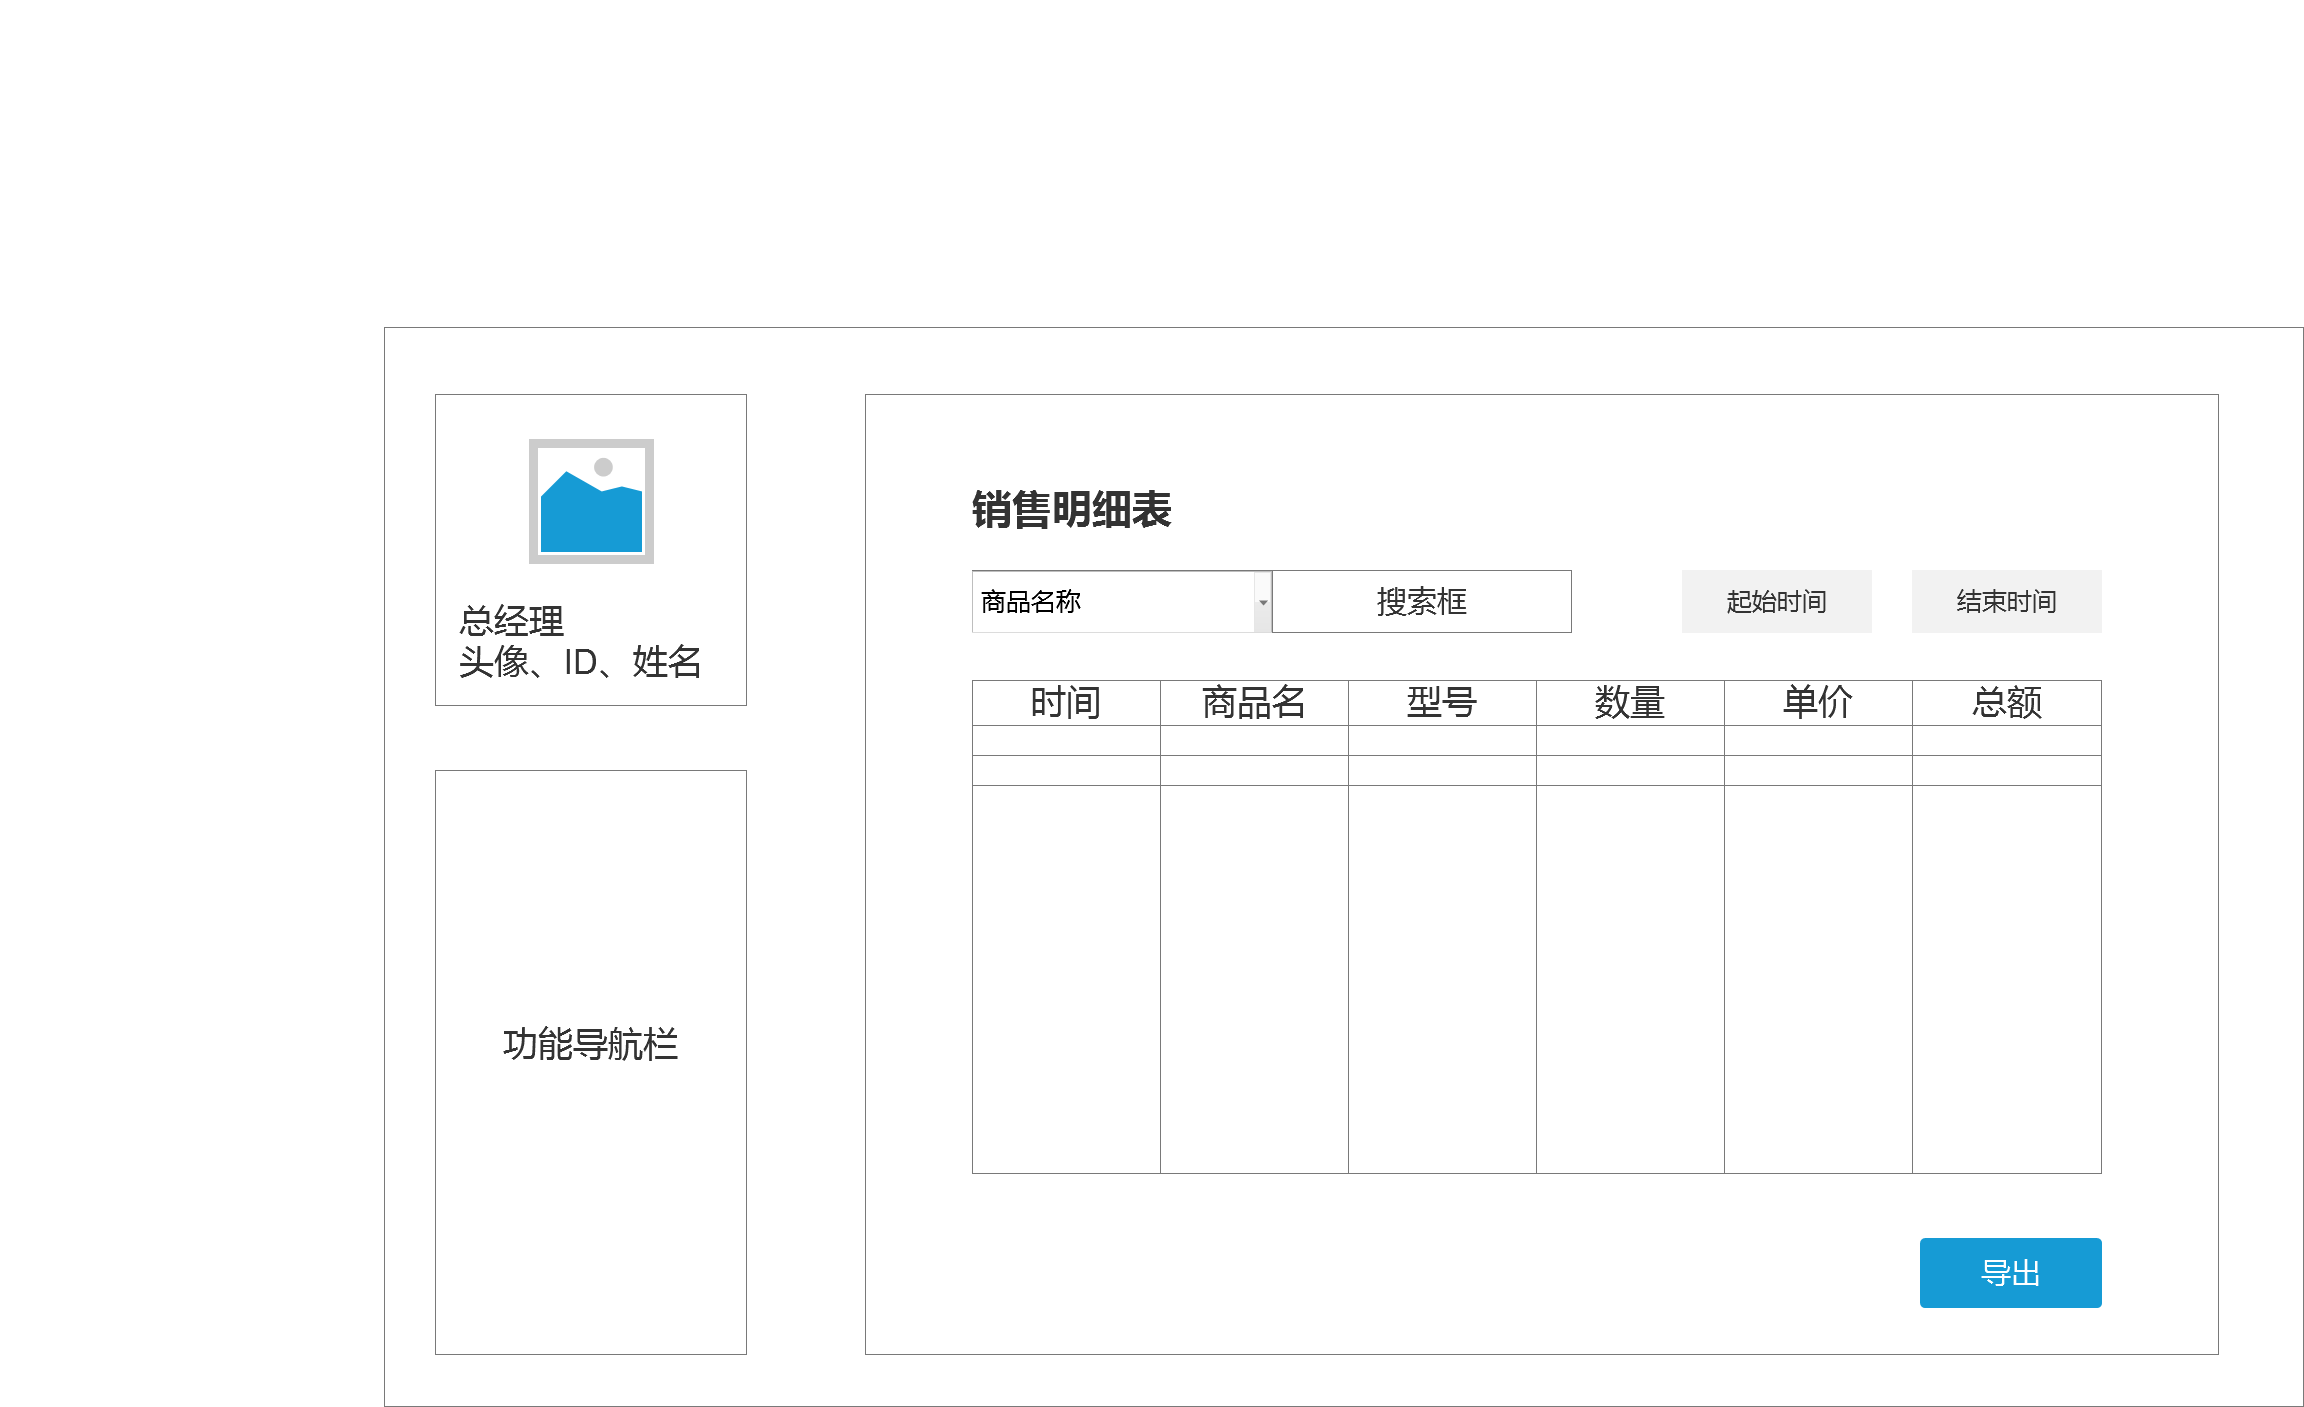 总经理
头像、ID、姓名
功能导航栏
销售明细表
商品名称
搜索框
起始时间
结束时间
时间
商品名
型号
数量
单价
总额
导出